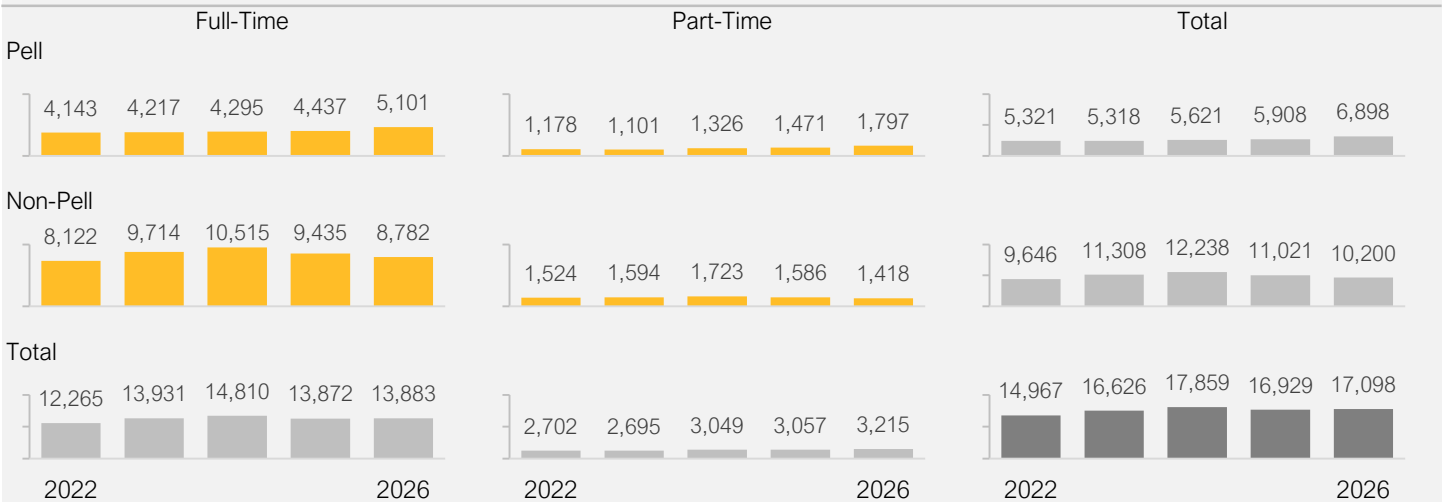 Full-Time Part-Time Total
Pell
4,143 4,217 4,295 4,437 5,101
1,178 1,101 1,326 1,471 1,797
5,321 5,318 5,621 5,908 6,898
Non-Pell
8,122 9,714 10,515 9,435 8,782
1,524 1,594 1,723 1,586 1,418
9,646 11,308 12,238 11,021 10,200
Total
12,265 13,931 14,810 13,872 13,883
2,702 2,695 3,049 3,057 3,215
14,967 16,626 17,859 16,929 17,098
2022 2026 2022 2026 2022 2026